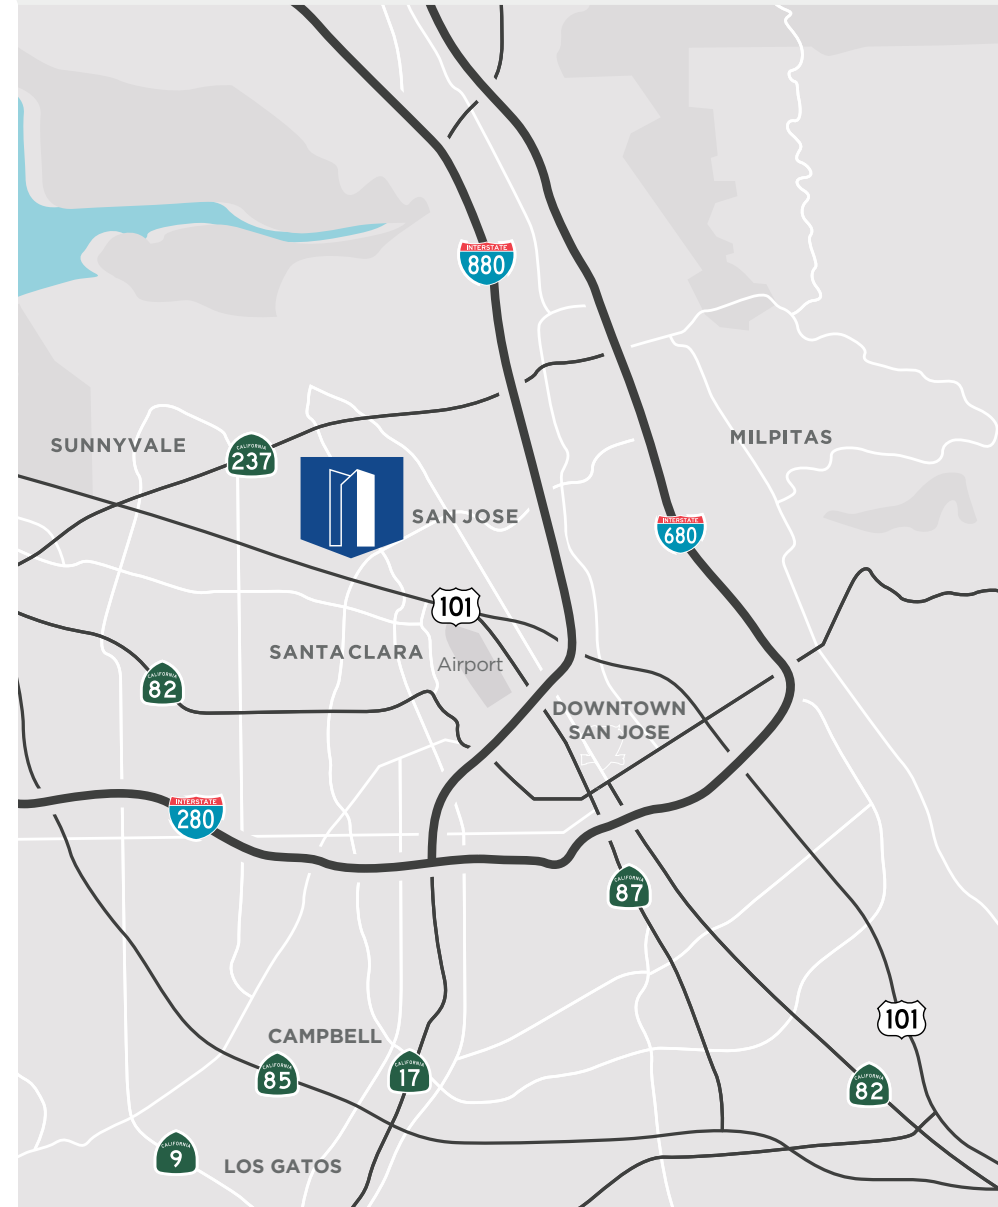 INTERSTATE
880
MILPITAS
SUNNYVALE
CALIFORNIA
237
SAN JOSE
INTERSTATE
680
101
SANTA CLARA
Airport
CALIFORNIA
82
DOWNTOWN
SAN JOSE
INTERSTATE
280
CALIFORNIA
87
101
CAMPBELL
CALIFORNIA
85
CALIFORNIA
17
CALIFORNIA
82
CALIFORNIA
9
LOS GATOS